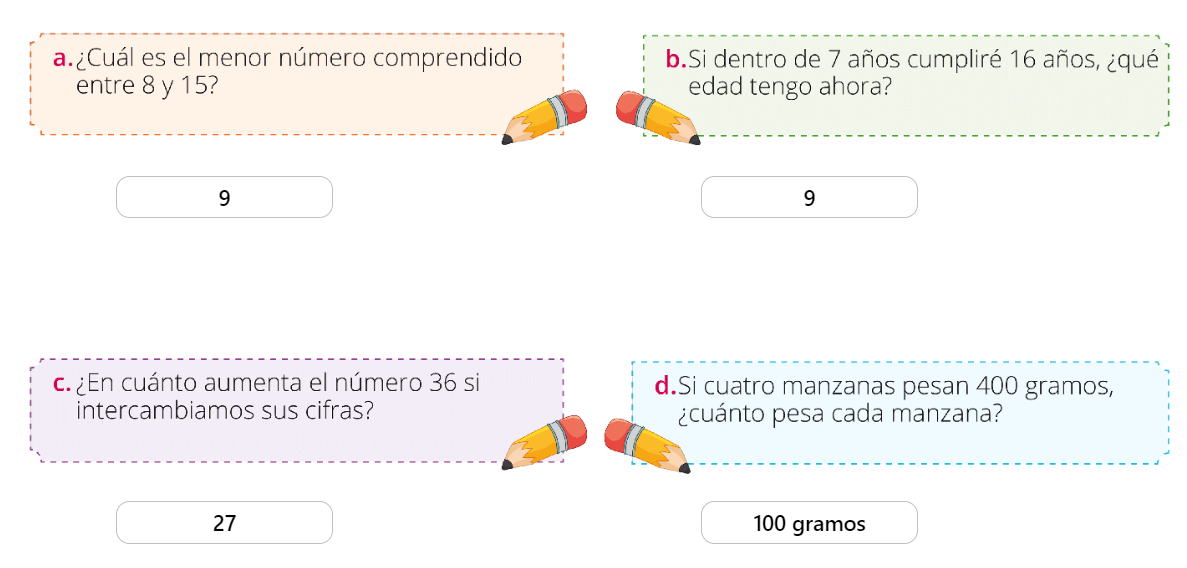 a. ¿Cuál es el menor número comprendido
entre 8 y 15?
9
b. Si dentro de 7 años cumpliré 16 años, ¿qué
edad tengo ahora?
9
c. ¿En cuánto aumenta el número 36 si
intercambiamos sus cifras?
27
d. Si cuatro manzanas pesan 400 gramos,
¿cuánto pesa cada manzana?
100 gramos